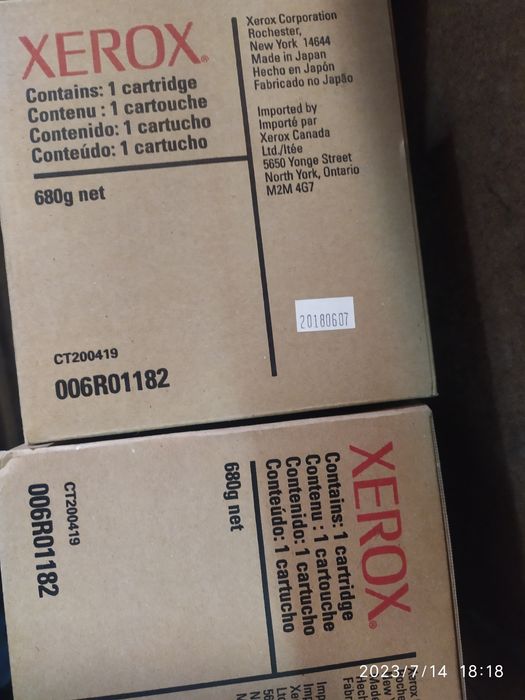 XEROX®
Contains: 1 cartridge
Contenu : 1 cartouche
Contenido: 1 cartucho
Conteúdo: 1 cartucho
680g net
CT200419
006R01182
Xerox Corporation
Rochester,
New York 14644
Made in Japan
Hecho en Japón
Fabricado no Japão
Imported by
Importé par
Xerox Canada
Ltd./ltée
5650 Yonge Street
North York, Ontario
M2M 4G7
20180607
XEROX®
Contains: 1 cartridge
Contenu : 1 cartouche
Contenido: 1 cartucho
Conteúdo: 1 cartucho
680g net
CT200419
006R01182
2023/7/14 18:18